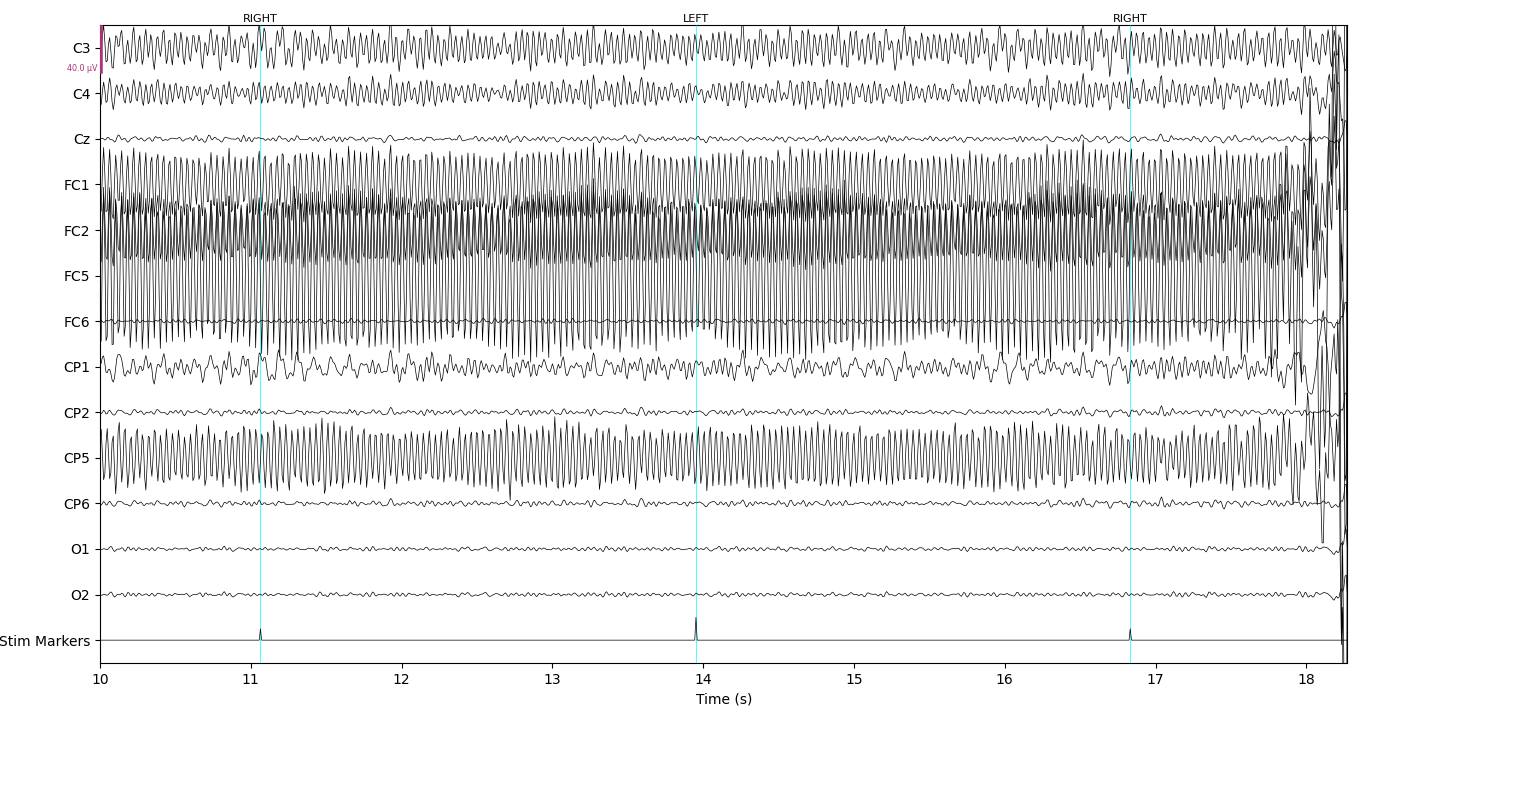 RIGHT LEFT RIGHT
C3
40.0 µV
C4
Cz
FC1
FC2
FC5
FC6
CP1
CP2
CP5
CP6
O1
O2
Stim Markers
10 11 12 13 14 15 16 17 18
Time (s)